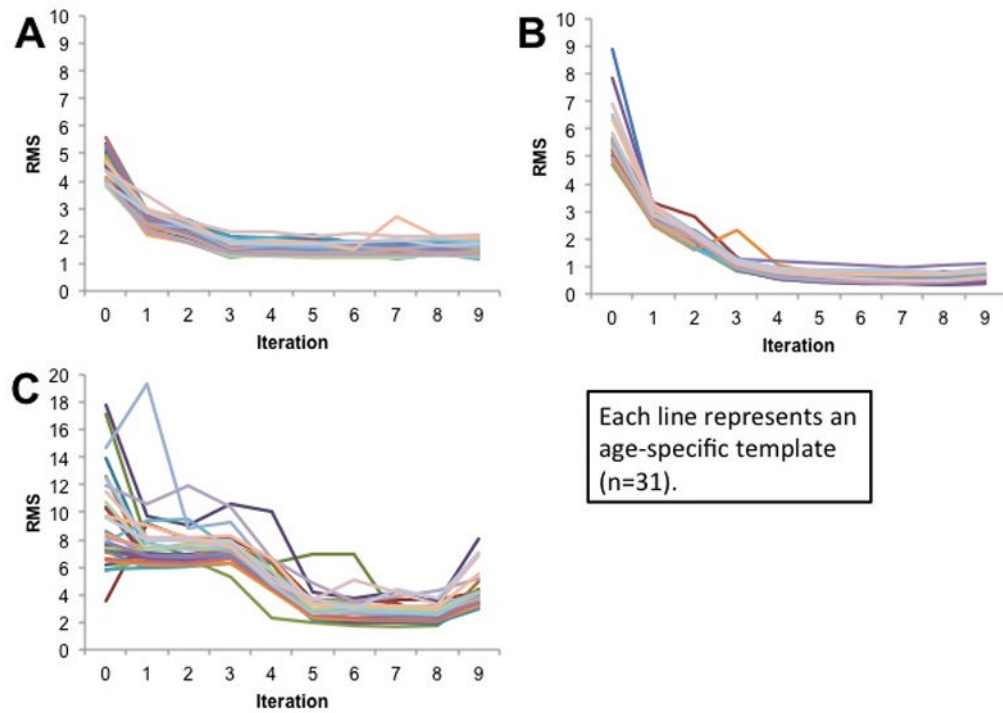 A
10
9
8
7
6
5
4
3
2
1
0
RMS
0 1 2 3 4 5 6 7 8 9
Iteration
B
10
9
8
7
6
5
4
3
2
1
0
RMS
0 1 2 3 4 5 6 7 8 9
Iteration
C
20
18
16
14
12
10
8
6
4
2
0
RMS
0 1 2 3 4 5 6 7 8 9
Iteration
Each line represents an
age-specific template
(n=31).